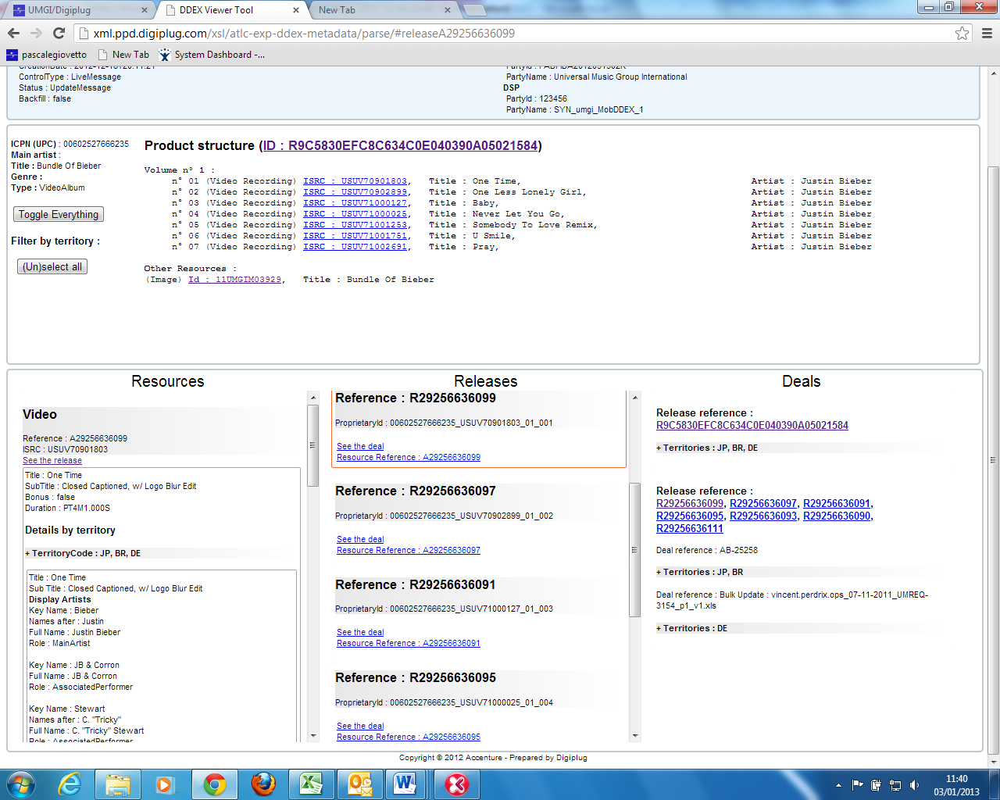 UMGI/Digiplug
DDEX Viewer Tool
New Tab
xml.ppd.digiplug.com/xsl/atlc-exp-ddex-metadata/parse/#releaseA29256636099
pascalegiovetto
New Tab
System Dashboard -...
ControlType : LiveMessage
Status : UpdateMessage
Backfill : false
PartyName : Universal Music Group International
DSP
PartyId : 123456
PartyName : SYN_umgi_MobDDEX_1
ICPN (UPC) : 00602527666235
Main artist :
Title : Bundle Of Bieber
Genre :
Type : VideoAlbum
Toggle Everything
Filter by territory :
(Un)select all
Product structure (ID : R9C5830EFC8C634C0E040390A05021584)
Volume n° 1 :
n° 01 (Video Recording) ISRC : USUV70901803, Title : One Time, Artist : Justin Bieber
n° 02 (Video Recording) ISRC : USUV70902899, Title : One Less Lonely Girl, Artist : Justin Bieber
n° 03 (Video Recording) ISRC : USUV71000127, Title : Baby, Artist : Justin Bieber
n° 04 (Video Recording) ISRC : USUV71000025, Title : Never Let You Go, Artist : Justin Bieber
n° 05 (Video Recording) ISRC : USUV71001253, Title : Somebody To Love Remix, Artist : Justin Bieber
n° 06 (Video Recording) ISRC : USUV71001751, Title : U Smile, Artist : Justin Bieber
n° 07 (Video Recording) ISRC : USUV71002691, Title : Pray, Artist : Justin Bieber
Other Resources :
(Image) Id : 11UMGIM03929, Title : Bundle Of Bieber
Resources
Video
Reference : A29256636099
ISRC : USUV70901803
See the release
Title : One Time
SubTitle : Closed Captioned, w/ Logo Blur Edit
Bonus : false
Duration : PT4M1.000S
Details by territory
+ TerritoryCode : JP, BR, DE
Title : One Time
Sub Title : Closed Captioned, w/ Logo Blur Edit
Display Artists
Key Name : Bieber
Names after : Justin
Full Name : Justin Bieber
Role : MainArtist
Key Name : JB & Corron
Full Name : JB & Corron
Role : AssociatedPerformer
Key Name : Stewart
Names after : C. "Tricky"
Full Name : C. "Tricky" Stewart
Role : AssociatedPerformer
Releases
Reference : R29256636099
ProprietaryId : 00602527666235_USUV70901803_01_001
See the deal
Resource Reference : A29256636099
Reference : R29256636097
ProprietaryId : 00602527666235_USUV70902899_01_002
See the deal
Resource Reference : A29256636097
Reference : R29256636091
ProprietaryId : 00602527666235_USUV71000127_01_003
See the deal
Resource Reference : A29256636091
Reference : R29256636095
ProprietaryId : 00602527666235_USUV71000025_01_004
See the deal
Resource Reference : A29256636095
Deals
Release reference :
R9C5830EFC8C634C0E040390A05021584
+ Territories : JP, BR, DE
Release reference :
R29256636099, R29256636097, R29256636091,
R29256636095, R29256636093, R29256636090,
R29256636111
Deal reference : AB-25258
+ Territories : JP, BR
Deal reference : Bulk Update : vincent.perdrix.ops_07-11-2011_UMREQ-
3154_p1_v1.xls
+ Territories : DE
Copyright © 2012 Accenture - Prepared by Digiplug
11:40
03/01/2013